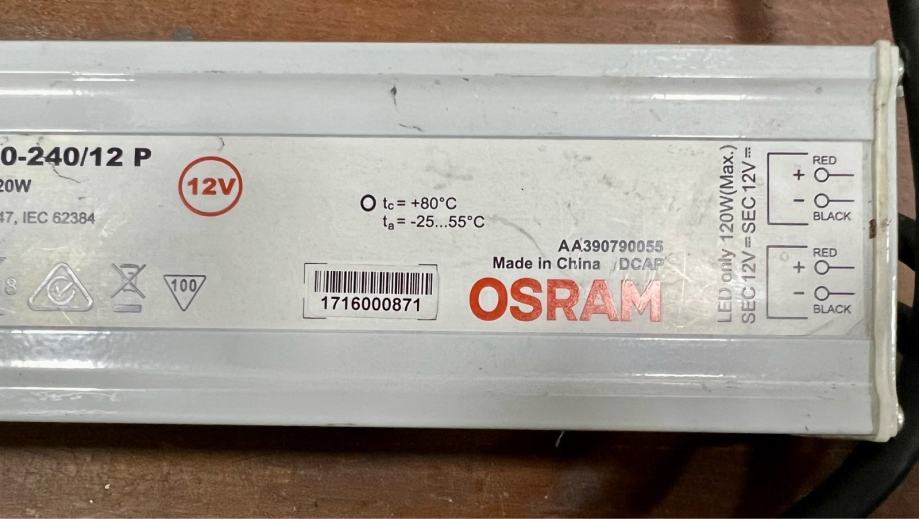 0-240/12 P
20W
47, IEC 62384
12V
tc = +80°C
ta = -25...55°C
8
100
1716000871
AA390790055
Made in China /DCAP
OSRAM
LED only 120W(Max.)
SEC 12V SEC 12V
RED
+
-
BLACK
RED
+
-
BLACK